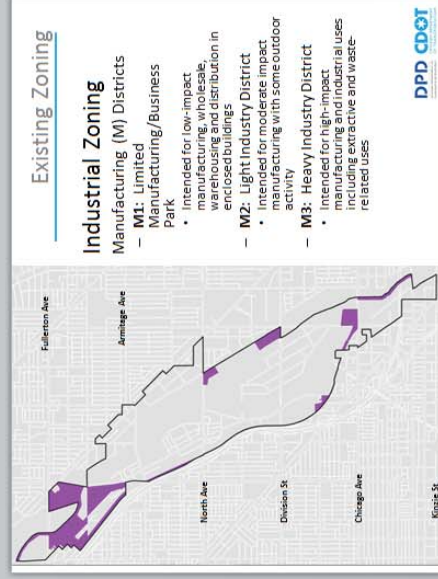 Existing Zoning
Industrial Zoning
Manufacturing (M) Districts
– M1: Limited
Manufacturing/Business
Park
• Intended for low-impact
manufacturing, wholesale,
warehousing and distribution in
enclosed buildings
– M2: Light Industry District
• Intended for moderate impact
manufacturing with some outdoor
activity
– M3: Heavy Industry District
• Intended for high-impact
manufacturing and industrial uses
including extractive and waste-
related uses
Fullerton Ave
Armitage Ave
North Ave
Division St
Chicago Ave
Kinzie St
DPD CDOT